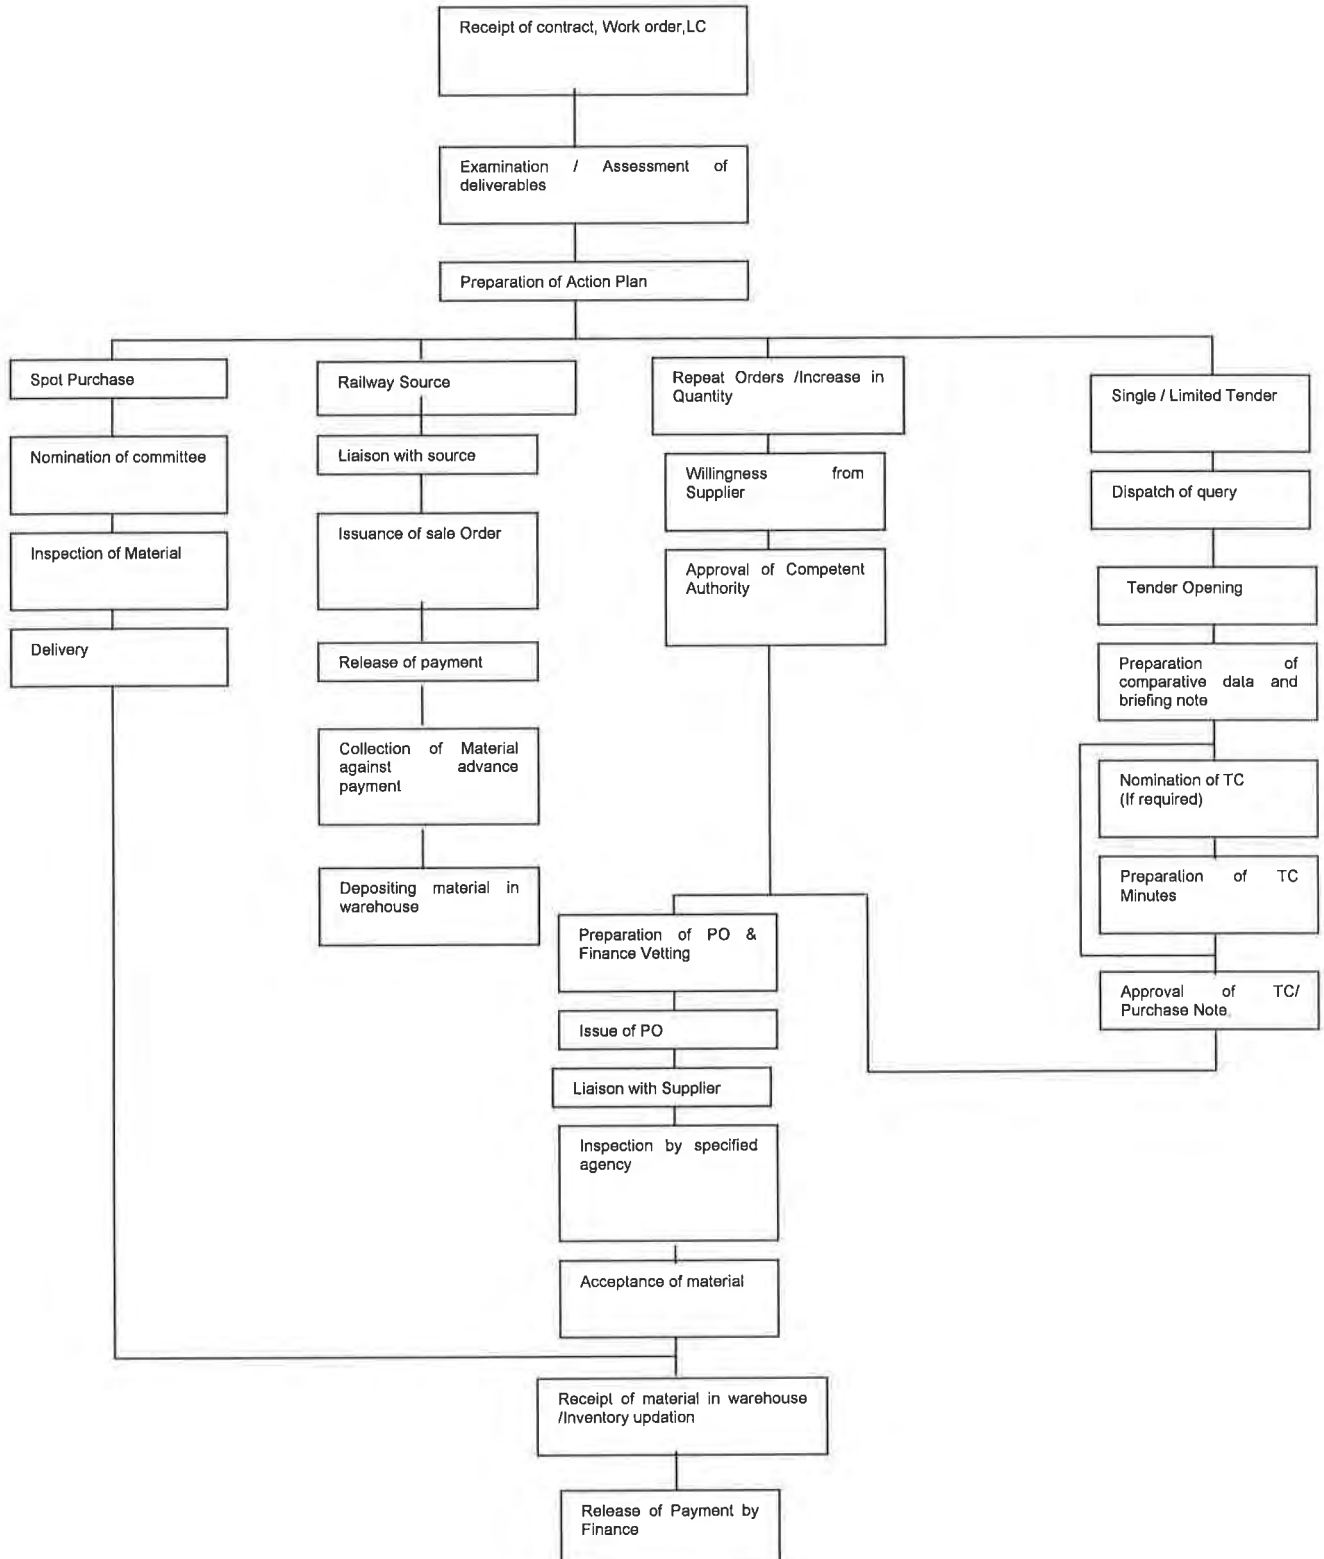 Receipt of contract, Work order,LC
Examination / Assessment of
deliverables
Preparation of Action Plan
Spot Purchase
Nomination of committee
Inspection of Material
Delivery
Railway Source
Liaison with source
Issuance of sale Order
Release of payment
Collection of Material
against advance
payment
Depositing material in
warehouse
Repeat Orders /Increase in
Quantity
Willingness from
Supplier
Approval of Competent
Authority
Single / Limited Tender
Dispatch of query
Tender Opening
Preparation of
comparative data and
briefing note
Nomination of TC
(If required)
Preparation of TC
Minutes
Approval of TC/
Purchase Note.
Preparation of PO &
Finance Vetting
Issue of PO
Liaison with Supplier
Inspection by specified
agency
Acceptance of material
Receipt of material in warehouse
/Inventory updation
Release of Payment by
Finance